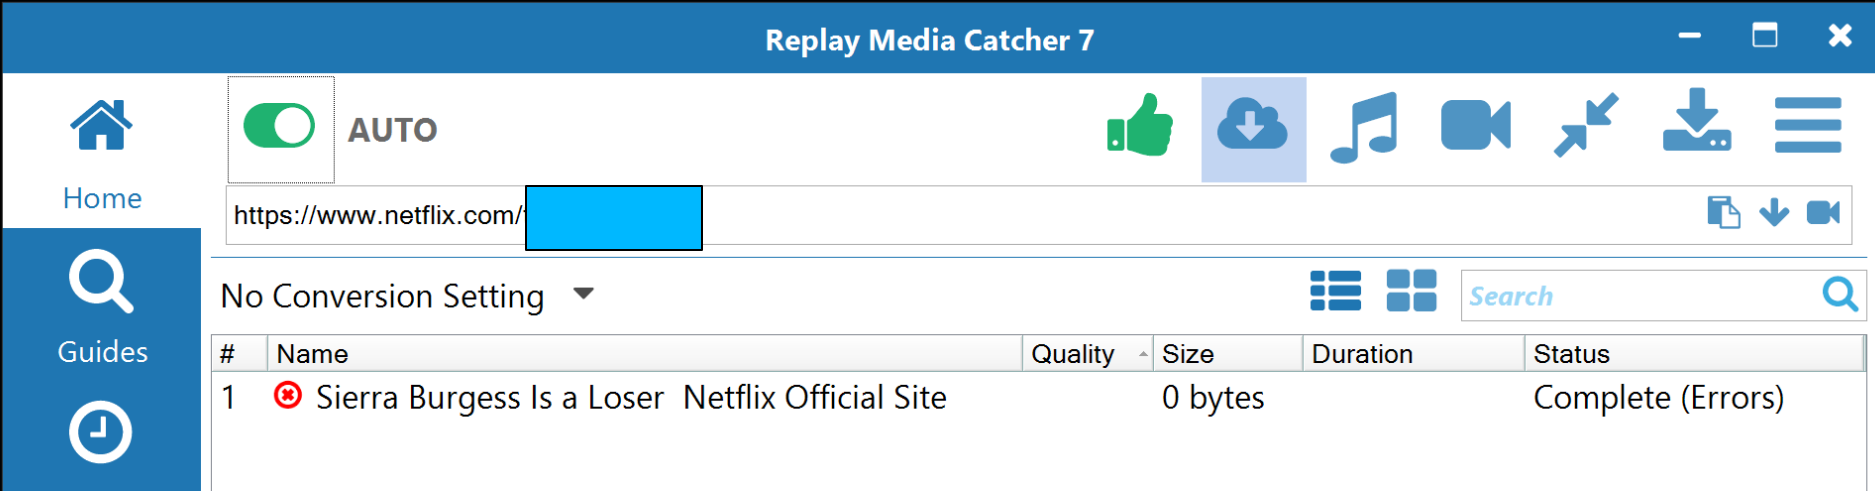 Replay Media Catcher 7
AUTO
Home
https://www.netflix.com/
No Conversion Setting
Search
Guides
# Name Quality Size Duration Status
1 Sierra Burgess Is a Loser Netflix Official Site 0 bytes Complete (Errors)